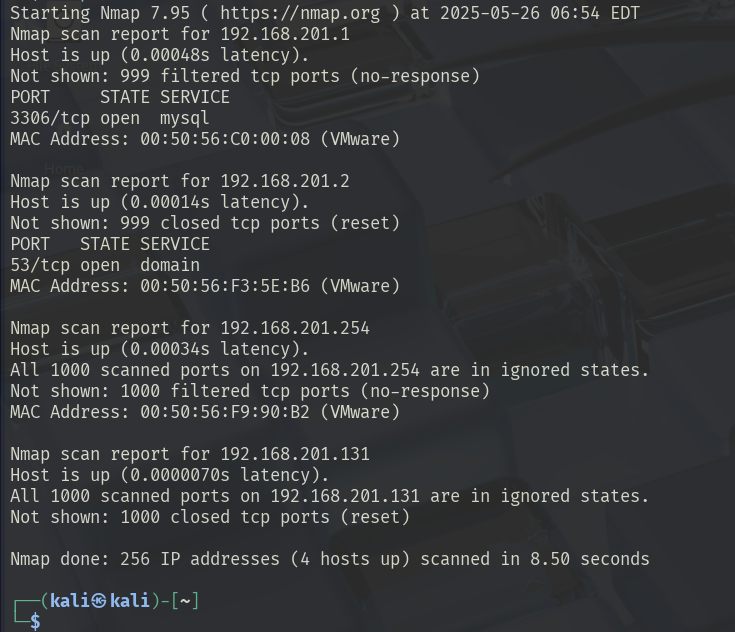 Starting Nmap 7.95 ( https://nmap.org ) at 2025-05-26 06:54 EDT
Nmap scan report for 192.168.201.1
Host is up (0.00048s latency).
Not shown: 999 filtered tcp ports (no-response)
PORT     STATE SERVICE
3306/tcp open  mysql
MAC Address: 00:50:56:C0:00:08 (VMware)

Nmap scan report for 192.168.201.2
Host is up (0.00014s latency).
Not shown: 999 closed tcp ports (reset)
PORT   STATE SERVICE
53/tcp open  domain
MAC Address: 00:50:56:F3:5E:B6 (VMware)

Nmap scan report for 192.168.201.254
Host is up (0.00034s latency).
All 1000 scanned ports on 192.168.201.254 are in ignored states.
Not shown: 1000 filtered tcp ports (no-response)
MAC Address: 00:50:56:F9:90:B2 (VMware)

Nmap scan report for 192.168.201.131
Host is up (0.0000070s latency).
All 1000 scanned ports on 192.168.201.131 are in ignored states.
Not shown: 1000 closed tcp ports (reset)

Nmap done: 256 IP addresses (4 hosts up) scanned in 8.50 seconds

┌──(kali㉿kali)-[~]
└─$
Home